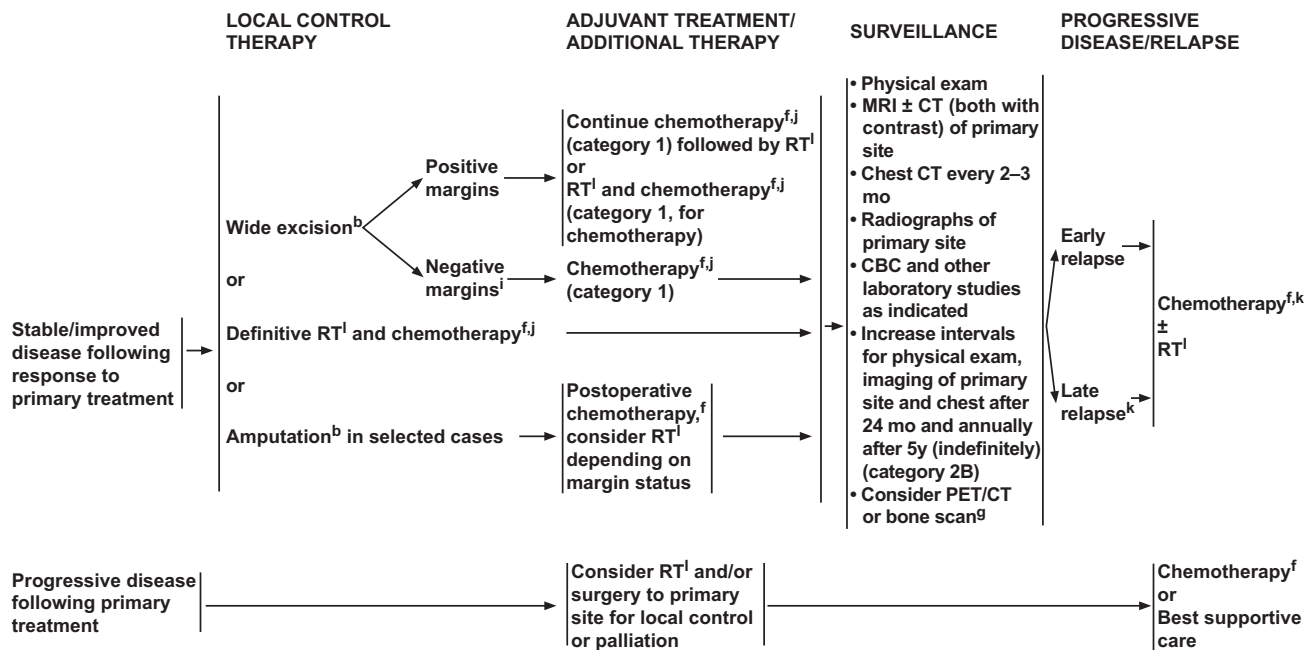 LOCAL CONTROL
THERAPY
ADJUVANT TREATMENT/
ADDITIONAL THERAPY
SURVEILLANCE
PROGRESSIVE
DISEASE/RELAPSE
Stable/improved
disease following
response to
primary treatment
Wide excisionᵇ
or
Definitive RTˡ and chemotherapyᶠ,ʲ
or
Amputationᵇ in selected cases
Positive
margins
Negative
marginsⁱ
Continue chemotherapyᶠ,ʲ
(category 1) followed by RTˡ
or
RTˡ and chemotherapyᶠ,ʲ
(category 1, for
chemotherapy)
Chemotherapyᶠ,ʲ
(category 1)
Postoperative
chemotherapy,ᶠ
consider RTˡ
depending on
margin status
• Physical exam
• MRI ± CT (both with
contrast) of primary
site
• Chest CT every 2–3
mo
• Radiographs of
primary site
• CBC and other
laboratory studies
as indicated
• Increase intervals
for physical exam,
imaging of primary
site and chest after
24 mo and annually
after 5y (indefinitely)
(category 2B)
• Consider PET/CT
or bone scanᵍ
Early
relapse
Late
relapseᵏ
Chemotherapyᶠ,ᵏ
±
RTˡ
Progressive disease
following primary
treatment
Consider RTˡ and/or
surgery to primary
site for local control
or palliation
Chemotherapyᶠ
or
Best supportive
care